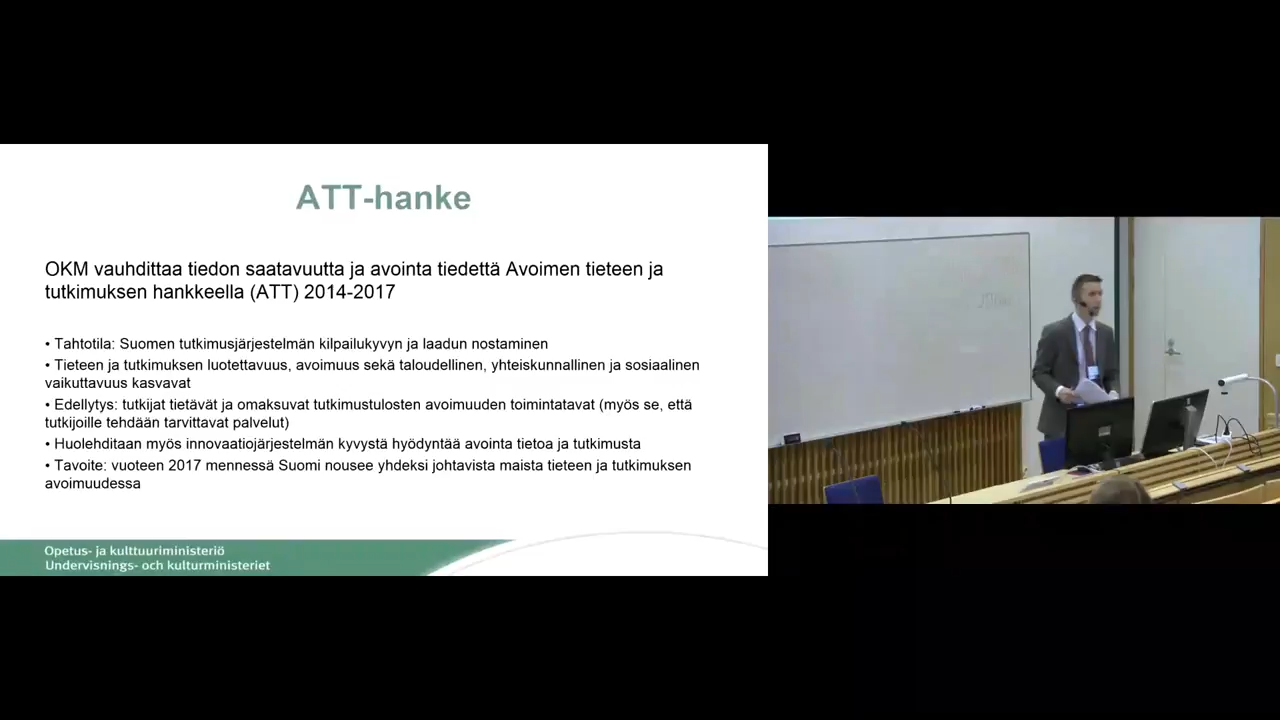 ATT-hanke
OKM vauhdittaa tiedon saatavuutta ja avointa tiedettä Avoimen tieteen ja
tutkimuksen hankkeella (ATT) 2014-2017
• Tahtotila: Suomen tutkimusjärjestelmän kilpailukyvyn ja laadun nostaminen
• Tieteen ja tutkimuksen luotettavuus, avoimuus sekä taloudellinen, yhteiskunnallinen ja sosiaalinen
vaikuttavuus kasvavat
• Edellytys: tutkijat tietävät ja omaksuvat tutkimustulosten avoimuuden toimintatavat (myös se, että
tutkijoille tehdään tarvittavat palvelut)
• Huolehditaan myös innovaatiojärjestelmän kyvystä hyödyntää avointa tietoa ja tutkimusta
• Tavoite: vuoteen 2017 mennessä Suomi nousee yhdeksi johtavista maista tieteen ja tutkimuksen
avoimuudessa
Opetus- ja kulttuuriministeriö
Undervisnings- och kulturministeriet